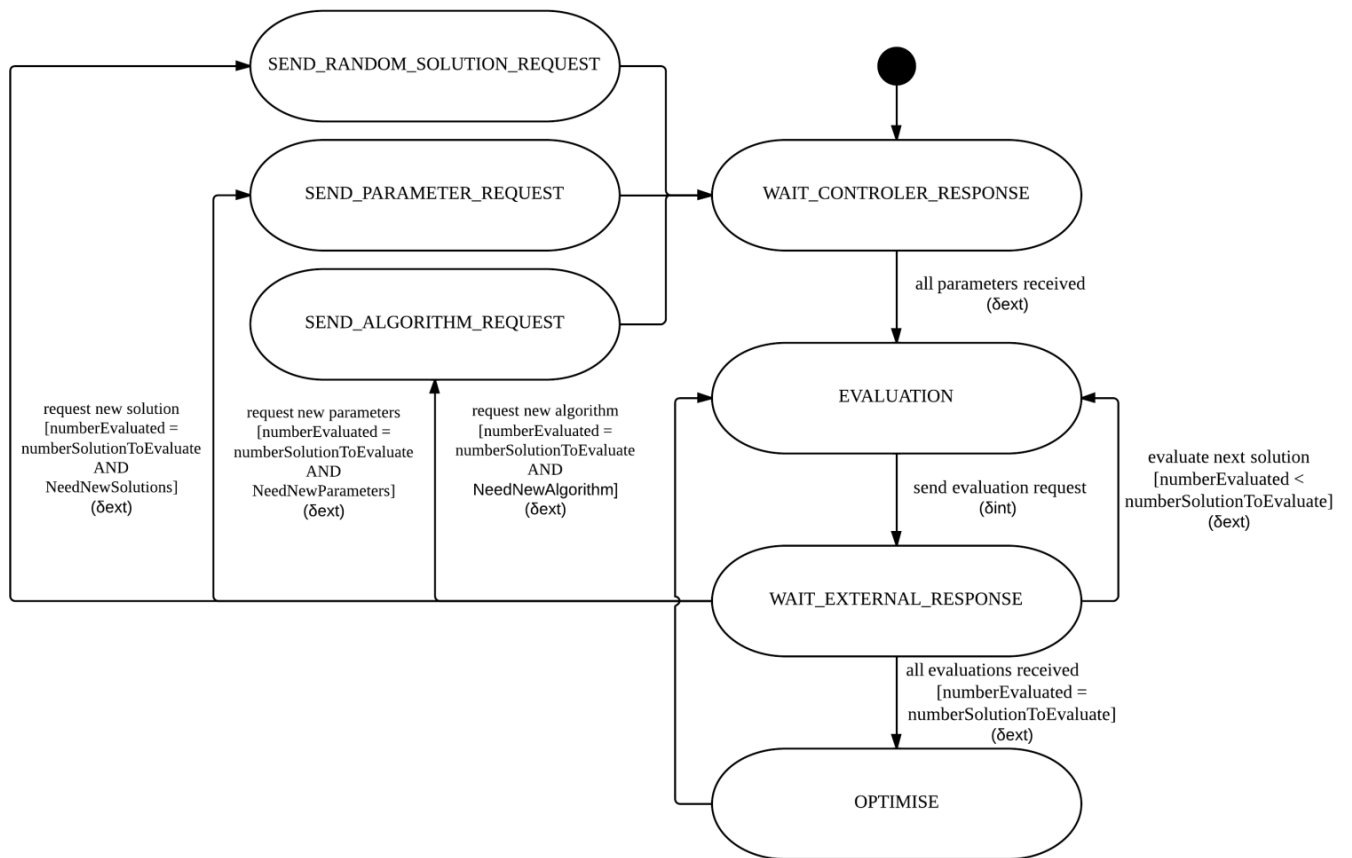 SEND_RANDOM_SOLUTION_REQUEST
SEND_PARAMETER_REQUEST
WAIT_CONTROLER_RESPONSE
all parameters received
(δext)
SEND_ALGORITHM_REQUEST
EVALUATION
request new solution
[numberEvaluated =
numberSolutionToEvaluate
AND
NeedNewSolutions]
(δext)
request new parameters
[numberEvaluated =
numberSolutionToEvaluate
AND
NeedNewParameters]
(δext)
request new algorithm
[numberEvaluated =
numberSolutionToEvaluate
AND
NeedNewAlgorithm]
(δext)
send evaluation request
(δint)
evaluate next solution
[numberEvaluated <
numberSolutionToEvaluate]
(δext)
WAIT_EXTERNAL_RESPONSE
all evaluations received
[numberEvaluated =
numberSolutionToEvaluate]
(δext)
OPTIMISE